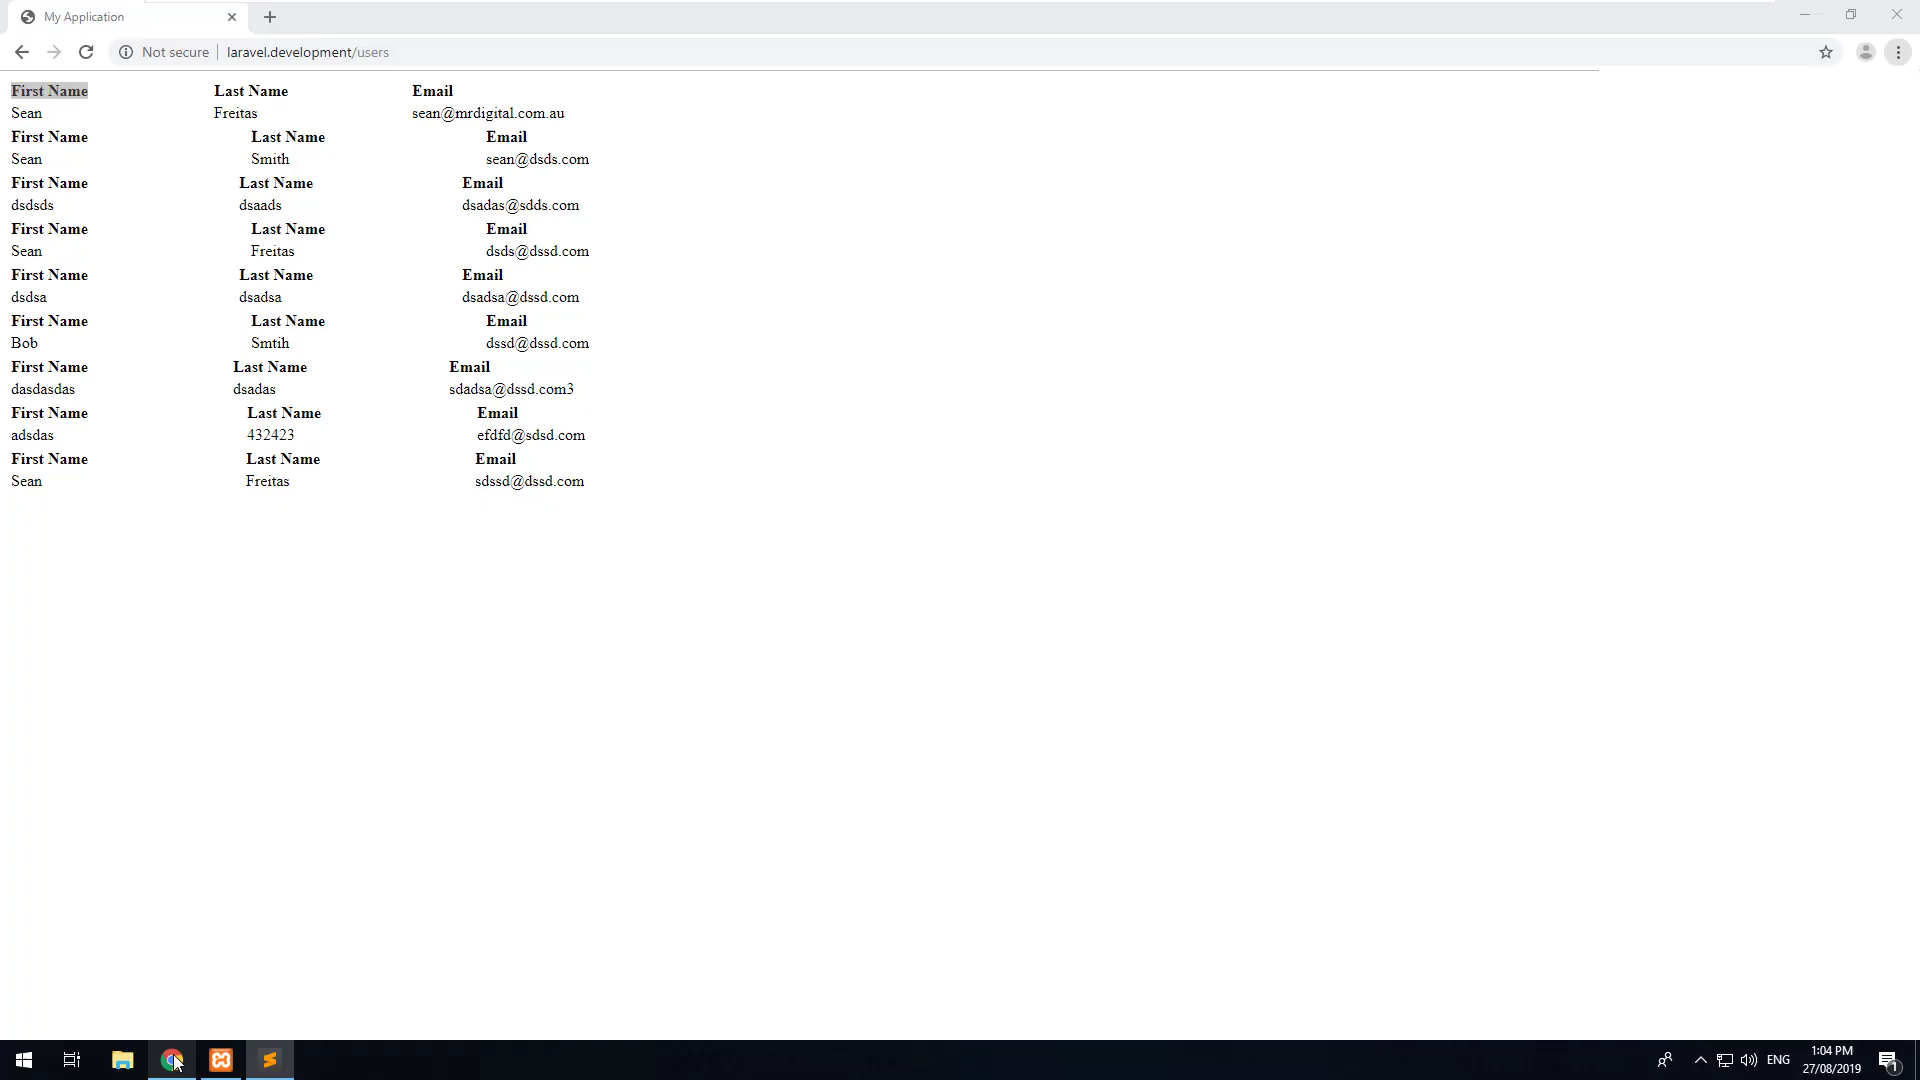 My Application
Not secure laravel.development/users
First Name Last Name Email
Sean Freitas sean@mrdigital.com.au
First Name Last Name Email
Sean Smith sean@dsds.com
First Name Last Name Email
dsdsds dsaads dsadas@sdds.com
First Name Last Name Email
Sean Freitas dsds@dssd.com
First Name Last Name Email
dsdsa dsadsa dsadsa@dssd.com
First Name Last Name Email
Bob Smtih dssd@dssd.com
First Name Last Name Email
dasdasdas dsadas sdadsa@dssd.com3
First Name Last Name Email
adsdas 432423 efdfd@sdsd.com
First Name Last Name Email
Sean Freitas sdssd@dssd.com
ENG 1:04 PM
27/08/2019 1